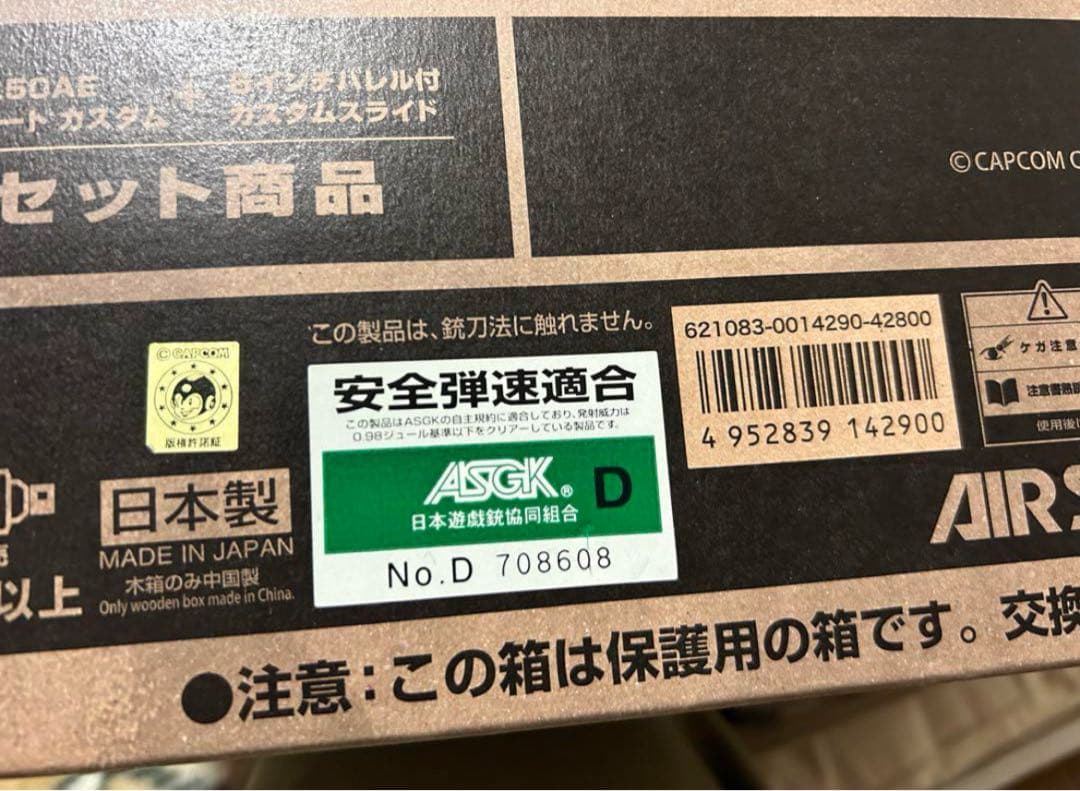 .50AE
ート カスタム
+
8インチバレル付
カスタムスライド
セット商品
© CAPCOM C
この製品は、銃刀法に触れません。
© CAPCOM
版権許諾証
安全弾速適合
この製品はASGKの自主規約に適合しており、発射威力は
0.98ジュール基準以下をクリアーしている製品です。
ASGK®
D
日本遊戯銃協同組合
No.D 708608
621083-0014290-42800
4 952839 142900
ケガ注意
注意書熟読
使用後
AIR S
日本製
MADE IN JAPAN
木箱のみ中国製
Only wooden box made in China.
以上
●注意:この箱は保護用の箱です。交換